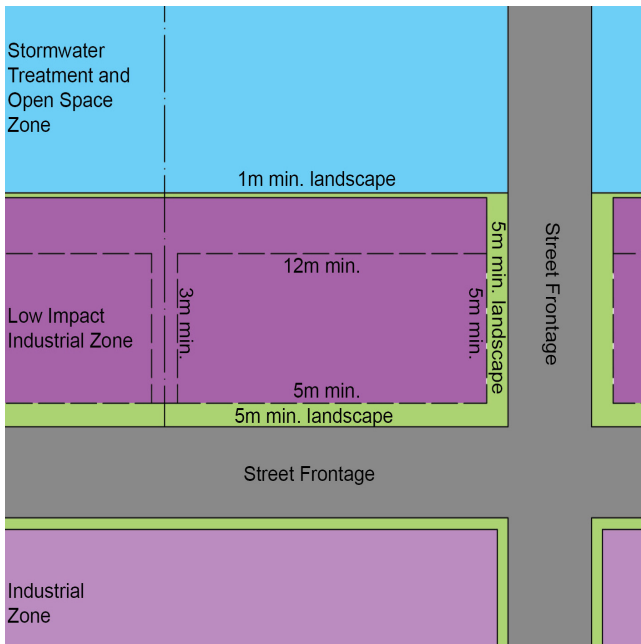 Stormwater
Treatment and
Open Space
Zone
1m min. landscape
12m min.
3m min.
5m min.
5m min. landscape
Street Frontage
Low Impact
Industrial Zone
5m min.
5m min. landscape
Street Frontage
Industrial
Zone